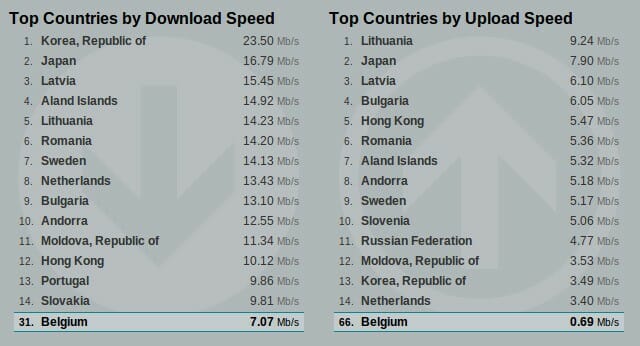 Top Countries by Download Speed
1. Korea, Republic of 23.50 Mb/s
2. Japan 16.79 Mb/s
3. Latvia 15.45 Mb/s
4. Aland Islands 14.92 Mb/s
5. Lithuania 14.23 Mb/s
6. Romania 14.20 Mb/s
7. Sweden 14.13 Mb/s
8. Netherlands 13.43 Mb/s
9. Bulgaria 13.10 Mb/s
10. Andorra 12.55 Mb/s
11. Moldova, Republic of 11.34 Mb/s
12. Hong Kong 10.12 Mb/s
13. Portugal 9.86 Mb/s
14. Slovakia 9.81 Mb/s
31. Belgium 7.07 Mb/s
Top Countries by Upload Speed
1. Lithuania 9.24 Mb/s
2. Japan 7.90 Mb/s
3. Latvia 6.10 Mb/s
4. Bulgaria 6.05 Mb/s
5. Hong Kong 5.47 Mb/s
6. Romania 5.36 Mb/s
7. Aland Islands 5.32 Mb/s
8. Andorra 5.18 Mb/s
9. Sweden 5.17 Mb/s
10. Slovenia 5.06 Mb/s
11. Russian Federation 4.77 Mb/s
12. Moldova, Republic of 3.53 Mb/s
13. Korea, Republic of 3.49 Mb/s
14. Netherlands 3.40 Mb/s
66. Belgium 0.69 Mb/s